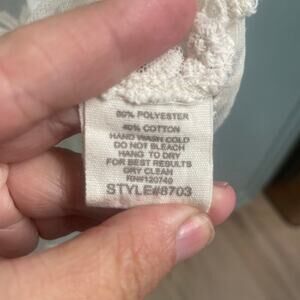 60% POLYESTER
40% COTTON
HAND WASH COLD
DO NOT BLEACH
HANG TO DRY
FOR BEST RESULTS
DRY CLEAN
RN#120740
STYLE#8703